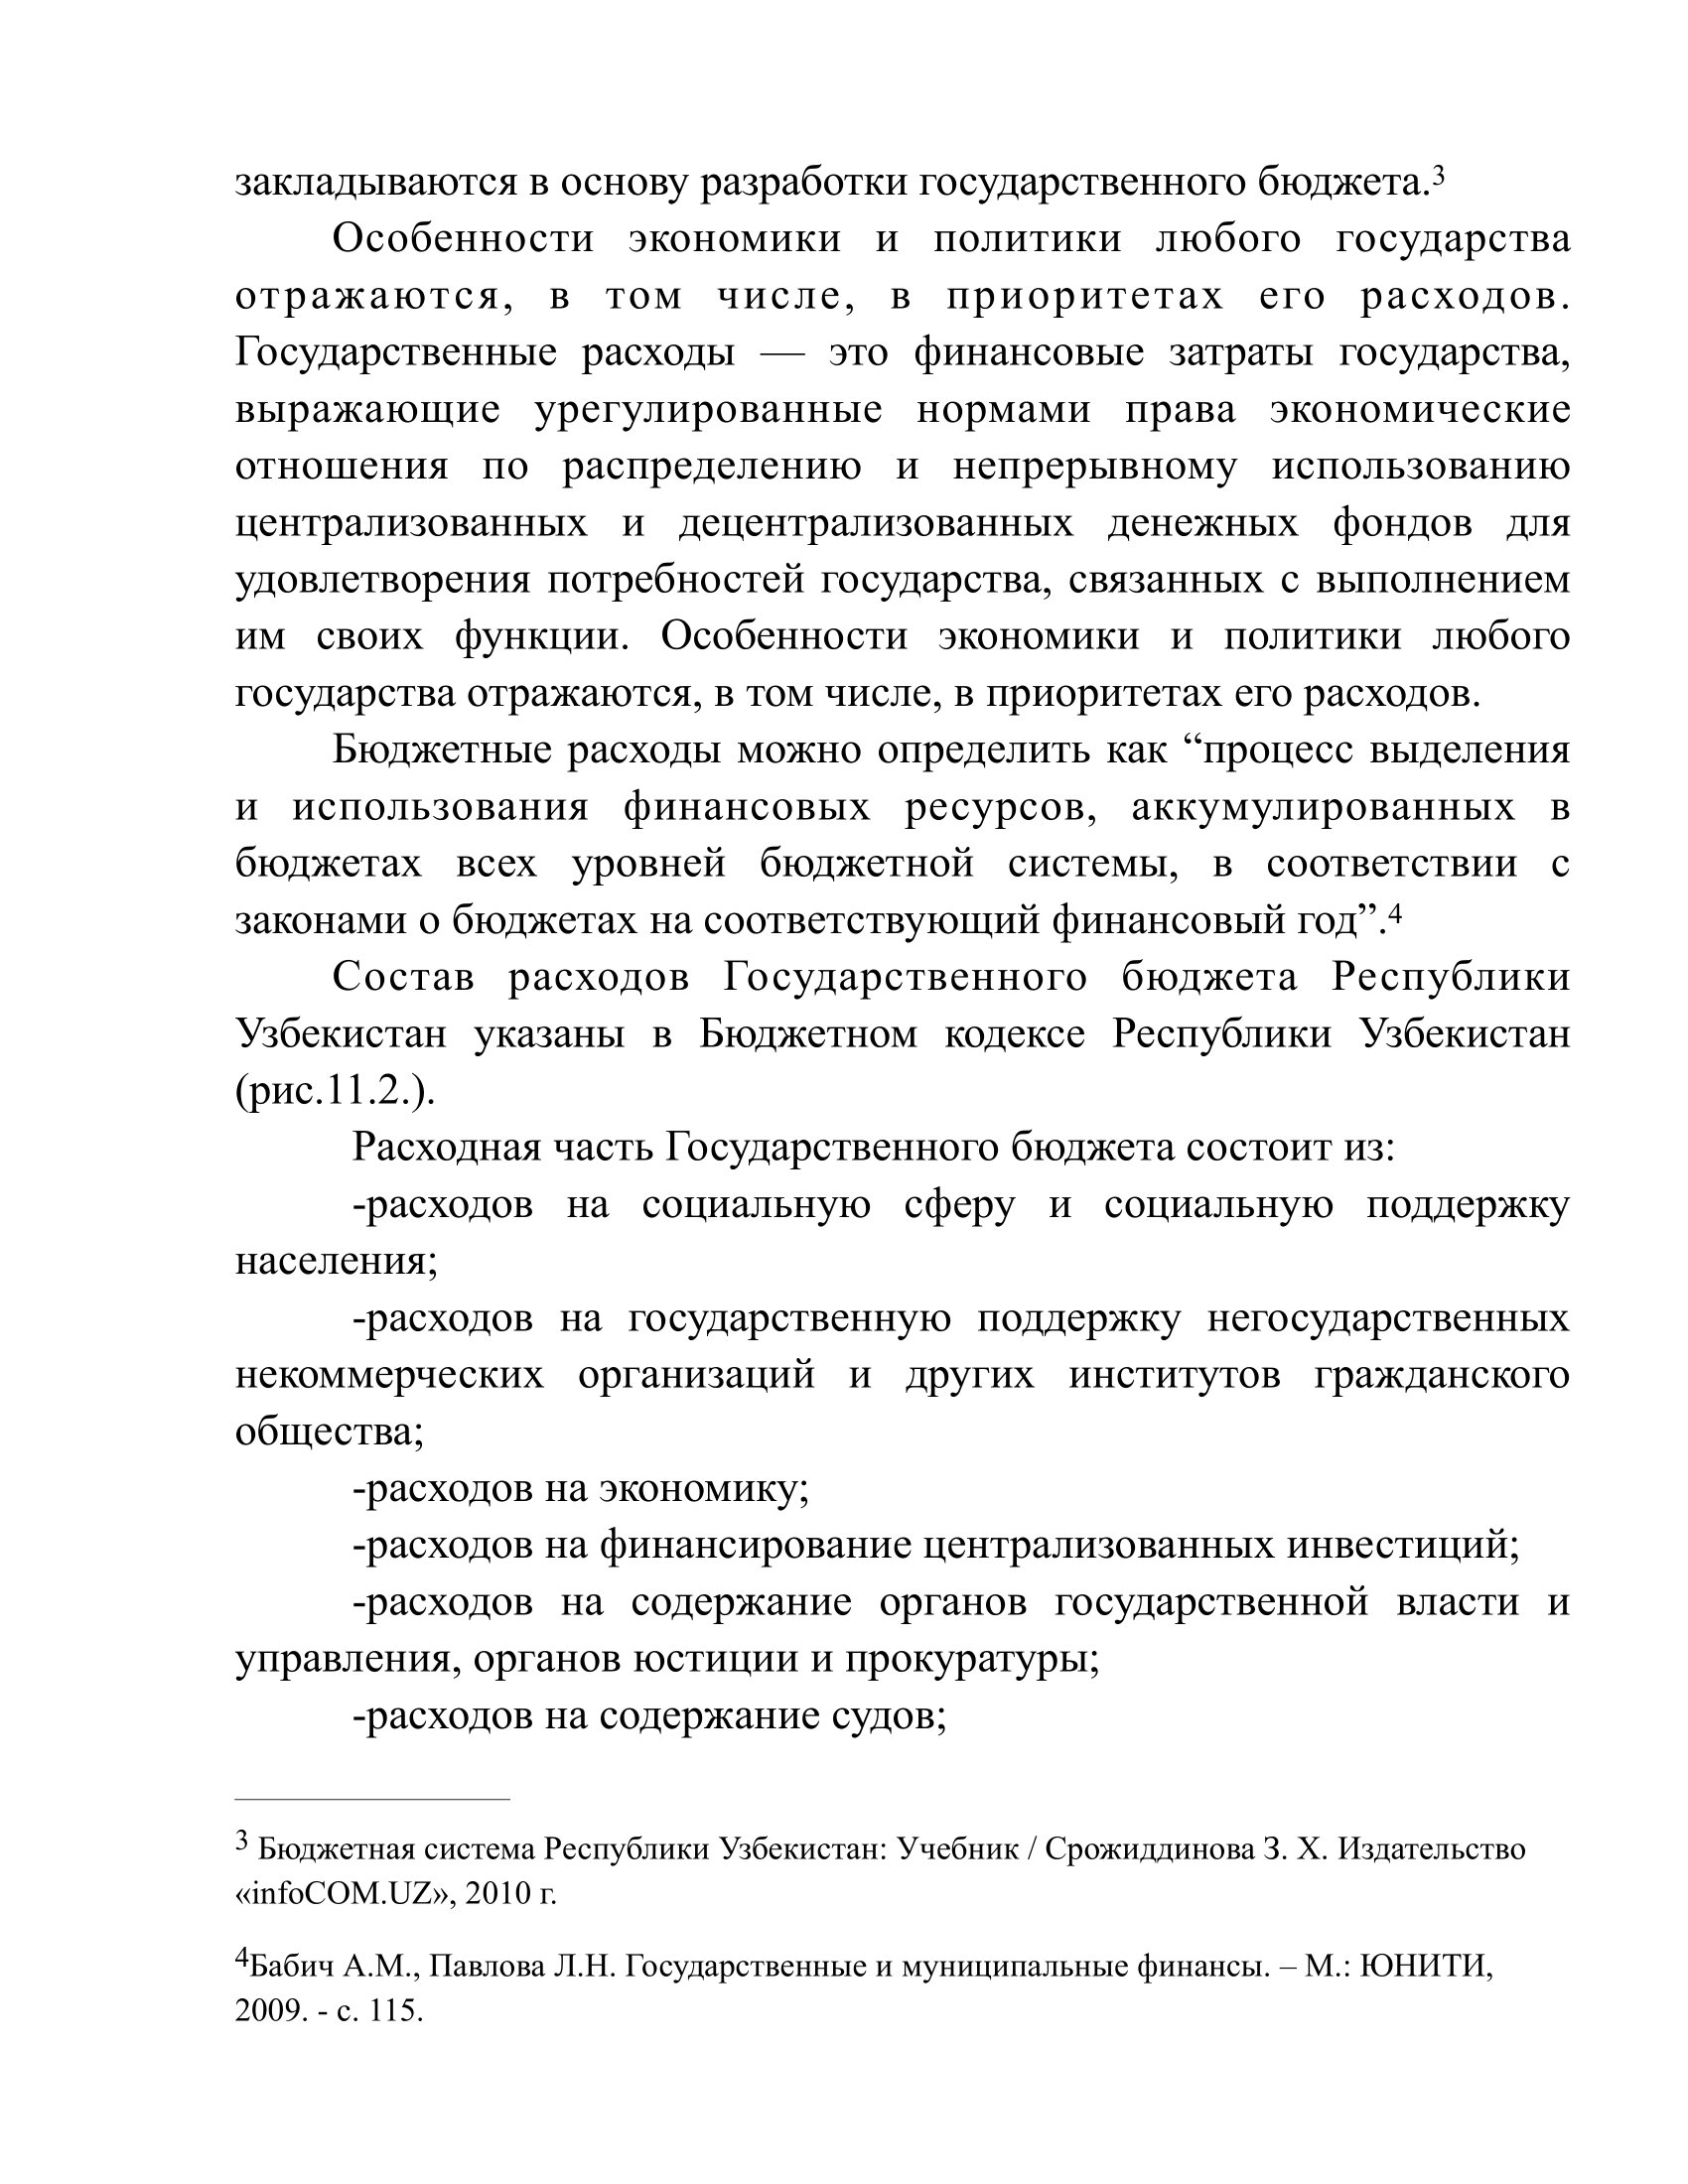 закладываются в основу разработки государственного бюджета.3
Особенности экономики и политики любого государства
отражаются, в том числе, в приоритетах его расходов.
Государственные расходы — это финансовые затраты государства,
выражающие урегулированные нормами права экономические
отношения по распределению и непрерывному использованию
централизованных и децентрализованных денежных фондов для
удовлетворения потребностей государства, связанных с выполнением
им своих функции. Особенности экономики и политики любого
государства отражаются, в том числе, в приоритетах его расходов.
Бюджетные расходы можно определить как “процесс выделения
и использования финансовых ресурсов, аккумулированных в
бюджетах всех уровней бюджетной системы, в соответствии с
законами о бюджетах на соответствующий финансовый год”.4
Состав расходов Государственного бюджета Республики
Узбекистан указаны в Бюджетном кодексе Республики Узбекистан
(рис.11.2.).
Расходная часть Государственного бюджета состоит из:
-расходов на социальную сферу и социальную поддержку
населения;
-расходов на государственную поддержку негосударственных
некоммерческих организаций и других институтов гражданского
общества;
-расходов на экономику;
-расходов на финансирование централизованных инвестиций;
-расходов на содержание органов государственной власти и
управления, органов юстиции и прокуратуры;
-расходов на содержание судов;
3 Бюджетная система Республики Узбекистан: Учебник / Срожиддинова З. Х. Издательство
«infoCOM.UZ», 2010 г.
4Бабич А.М., Павлова Л.Н. Государственные и муниципальные финансы. – М.: ЮНИТИ,
2009. - с. 115.